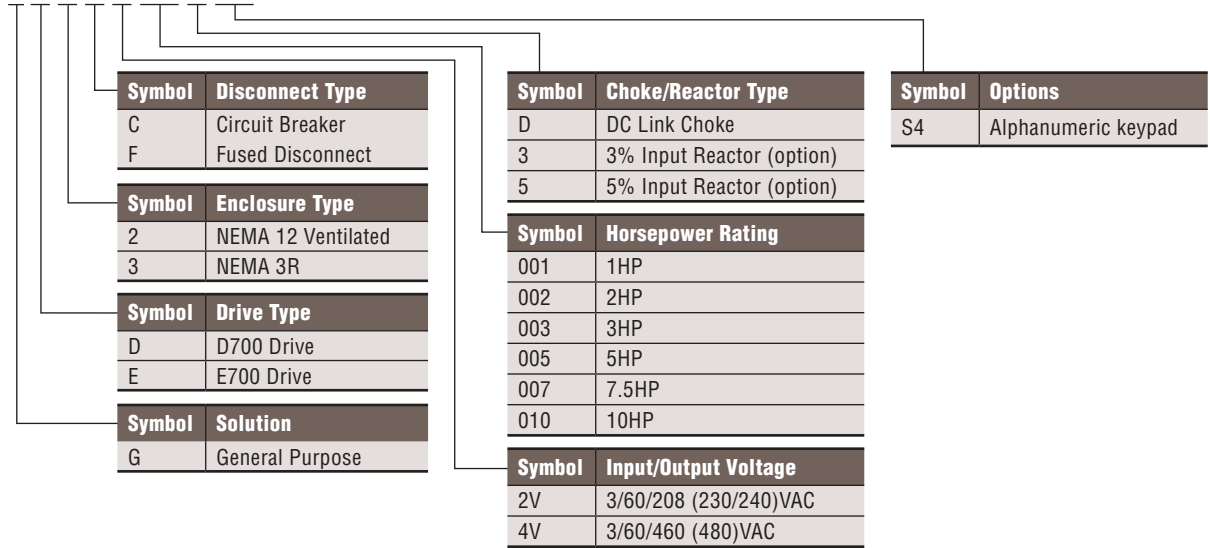 Symbol Disconnect Type
C Circuit Breaker
F Fused Disconnect
Symbol Enclosure Type
2 NEMA 12 Ventilated
3 NEMA 3R
Symbol Drive Type
D D700 Drive
E E700 Drive
Symbol Solution
G General Purpose
Symbol Choke/Reactor Type
D DC Link Choke
3 3% Input Reactor (option)
5 5% Input Reactor (option)
Symbol Horsepower Rating
001 1HP
002 2HP
003 3HP
005 5HP
007 7.5HP
010 10HP
Symbol Input/Output Voltage
2V 3/60/208 (230/240)VAC
4V 3/60/460 (480)VAC
Symbol Options
S4 Alphanumeric keypad